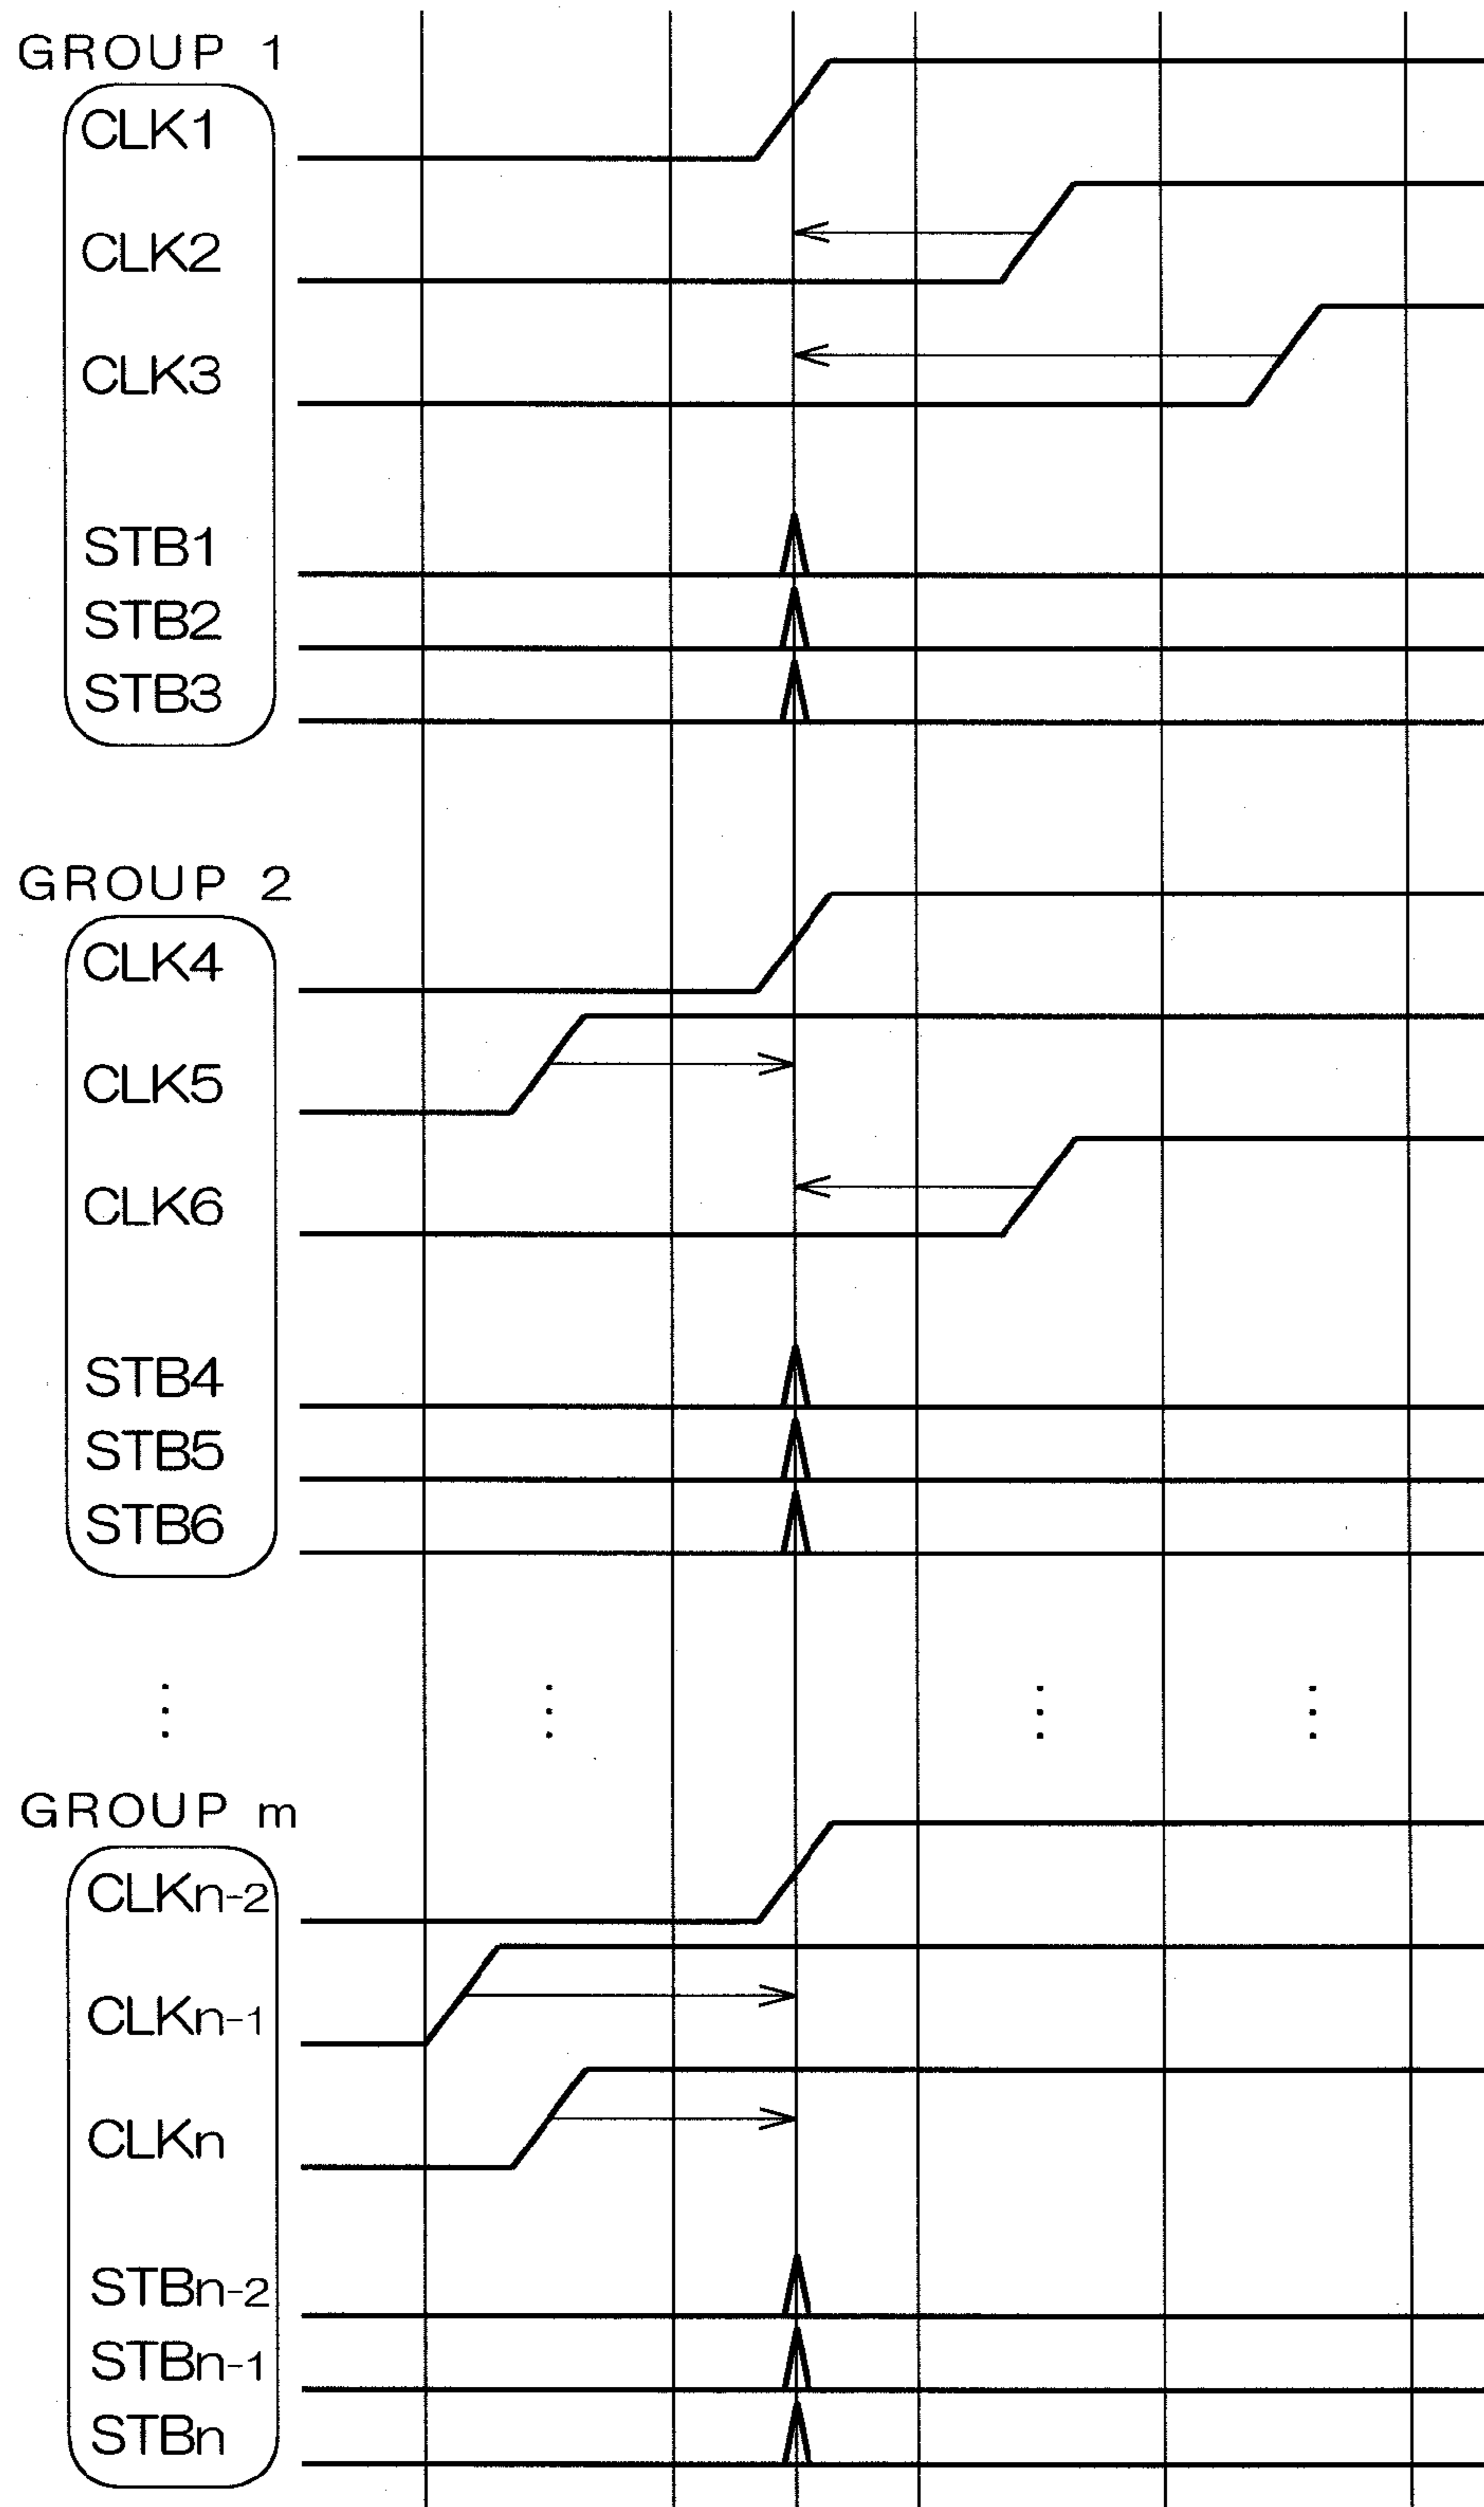 GROUP 1
CLK1
CLK2
CLK3
STB1
STB2
STB3
GROUP 2
CLK4
CLK5
CLK6
STB4
STB5
STB6
GROUP m
CLKn-2
CLKn-1
CLKn
STBn-2
STBn-1
STBn